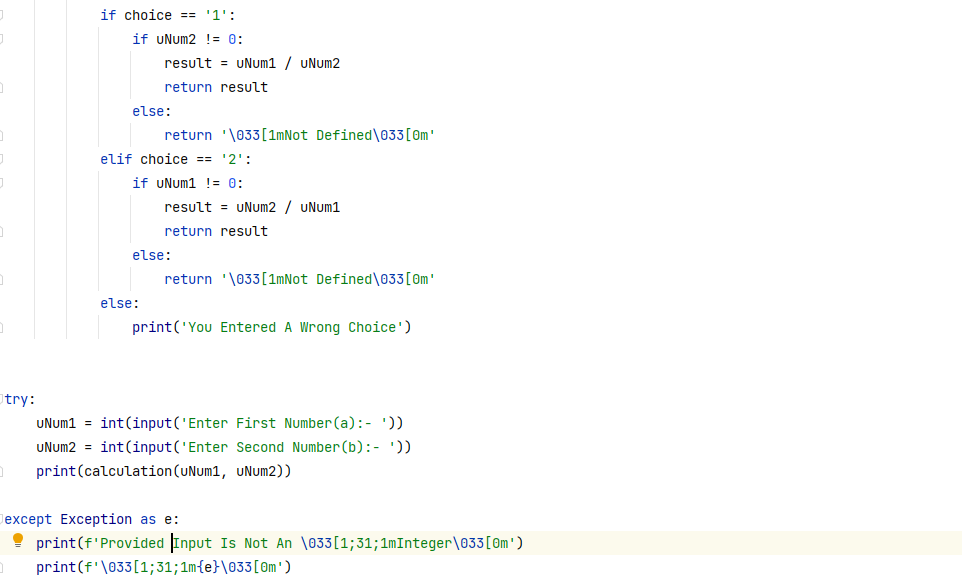 if choice == '1':
if uNum2 != 0:
result = uNum1 / uNum2
return result
else:
return '\033[1mNot Defined\033[0m'
elif choice == '2':
if uNum1 != 0:
result = uNum2 / uNum1
return result
else:
return '\033[1mNot Defined\033[0m'
else:
print('You Entered A Wrong Choice')
try:
uNum1 = int(input('Enter First Number(a):- '))
uNum2 = int(input('Enter Second Number(b):- '))
print(calculation(uNum1, uNum2))
except Exception as e:
print(f'Provided Input Is Not An \033[1;31;1mInteger\033[0m')
print(f'\033[1;31;1m{e}\033[0m')